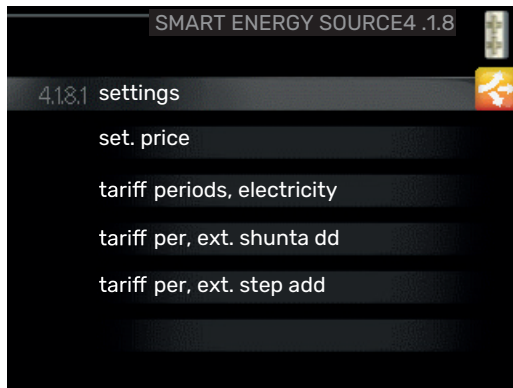 SMART ENERGY SOURCE4 .1.8
4.1.8.1 settings
set. price
tariff periods, electricity
tariff per, ext. shunta dd
tariff per, ext. step add